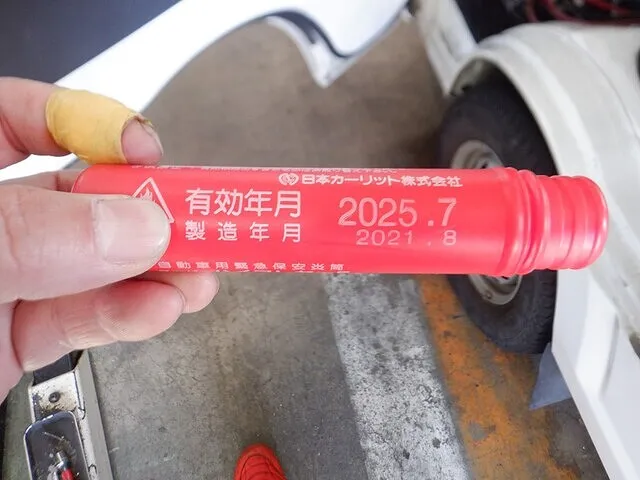 日本カーリット株式会社
有効年月 2025.7
製造年月 2021.8
自動車用緊急保安炎筒